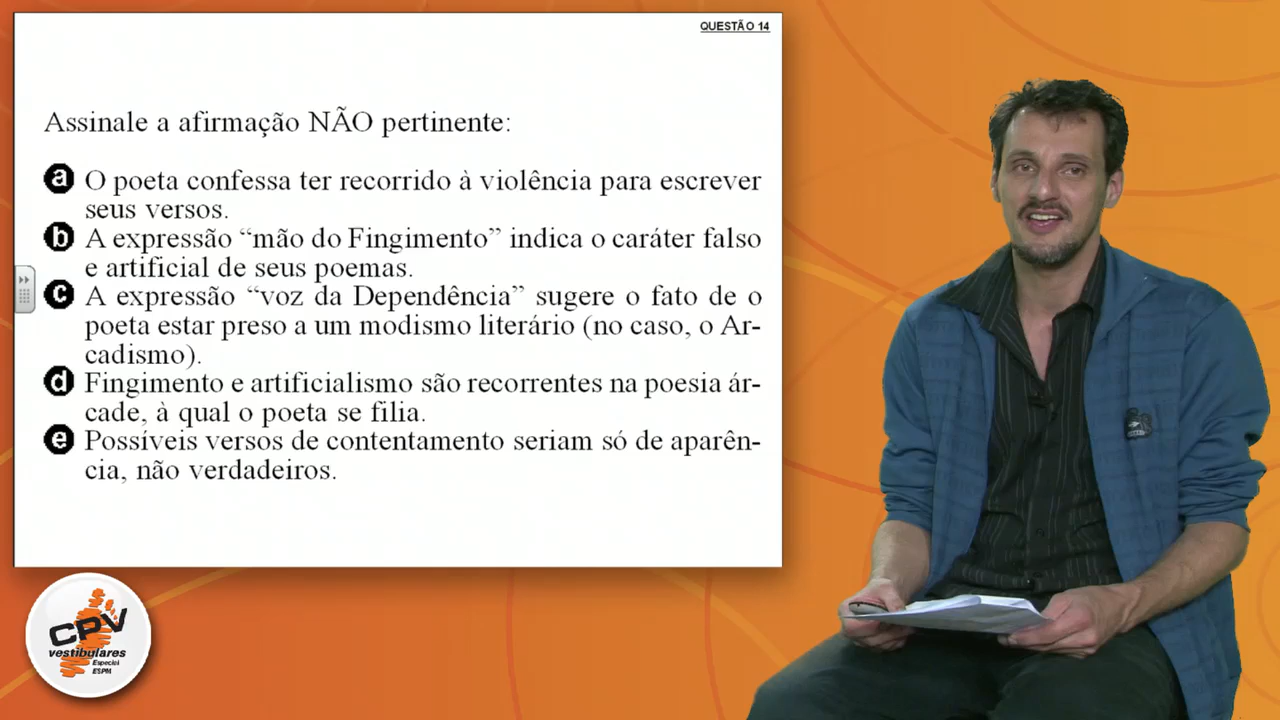 QUESTÃO 14
Assinale a afirmação NÃO pertinente:
a O poeta confessa ter recorrido à violência para escrever
seus versos.
b A expressão “mão do Fingimento” indica o caráter falso
e artificial de seus poemas.
c A expressão “voz da Dependência” sugere o fato de o
poeta estar preso a um modismo literário (no caso, o Ar-
cadismo).
d Fingimento e artificialismo são recorrentes na poesia ár-
cade, à qual o poeta se filia.
e Possíveis versos de contentamento seriam só de aparên-
cia, não verdadeiros.
CPV
vestibulares
Especial
ESPM